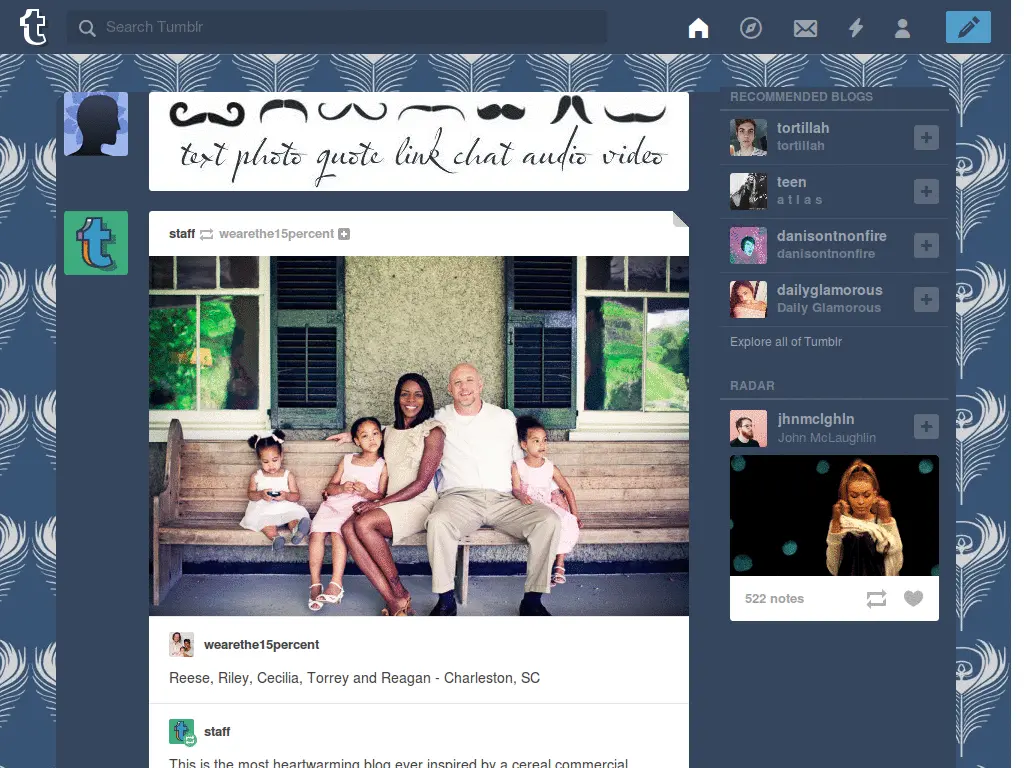 Search Tumblr
text photo quote link chat audio video
staff wearethe15percent
wearethe15percent
Reese, Riley, Cecilia, Torrey and Reagan - Charleston, SC
staff
This is the most heartwarming blog ever inspired by a cereal commercial
RECOMMENDED BLOGS
tortillah
tortillah
teen
a t l a s
danisontnonfire
danisontnonfire
dailyglamorous
Daily Glamorous
Explore all of Tumblr
RADAR
jhnmclghln
John McLaughlin
522 notes